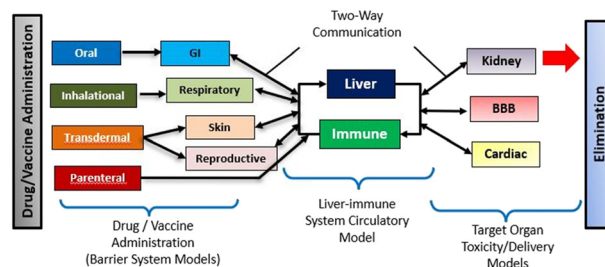 Drug/Vaccine Administration
Oral
GI
Inhalational
Respiratory
Transdermal
Skin
Reproductive
Parenteral
Two-Way
Communication
Liver
Immune
Kidney
BBB
Cardiac
Elimination
Drug / Vaccine
Administration
(Barrier System Models)
Liver-immune
System Circulatory
Model
Target Organ
Toxicity/Delivery
Models